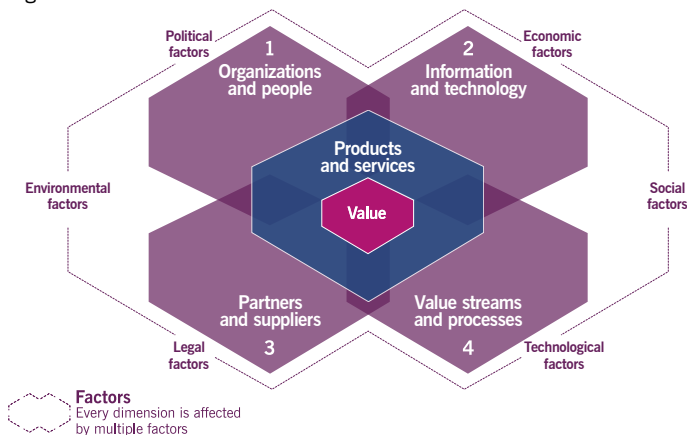 Political
factors
Economic
factors
1
Organizations
and people
2
Information
and technology
Products
and services
Environmental
factors
Value
Social
factors
Partners
and suppliers
3
Value streams
and processes
4
Legal
factors
Technological
factors
Factors
Every dimension is affected
by multiple factors